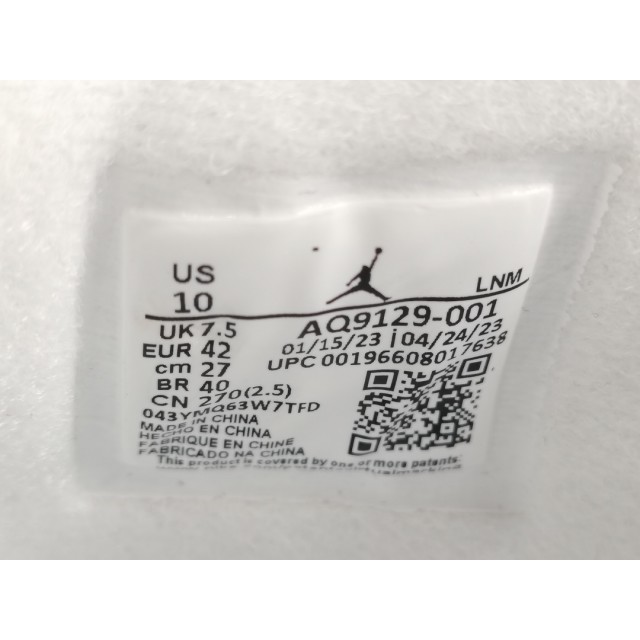 US
10
LNM
UK 7.5
AQ9129-001
EUR 42
01/15/23 | 04/24/23
cm 27
UPC 00196608017638
BR 40
CN 270(2.5)
043YMQ63W7TFD
MADE IN CHINA
HECHO EN CHINA
FABRIQUE EN CHINE
FABRICADO NA CHINA
This product is covered by one or more patents.